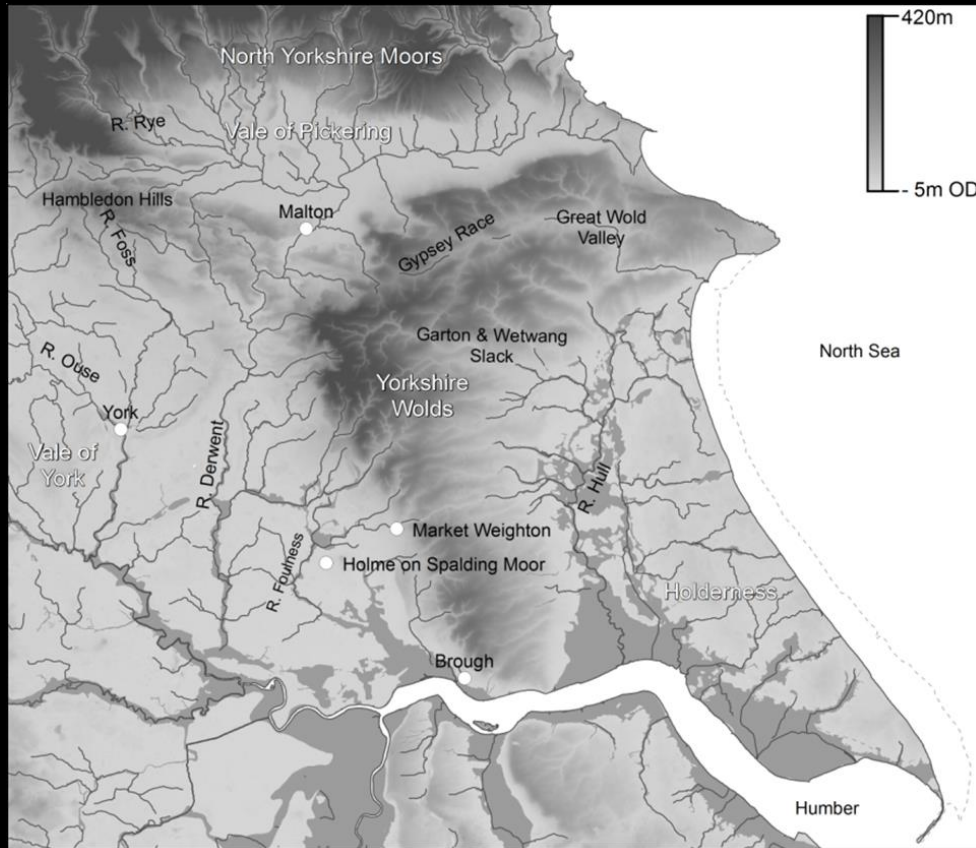 420m
North Yorkshire Moors
R. Rye
Vale of Pickering
- 5m OD
Hambledon Hills
Malton
R. Foss
Gypsey Race
Great Wold
Valley
Garton & Wetwang
Slack
North Sea
R. Ouse
Yorkshire
Wolds
York
Vale of
York
R. Derwent
R. Hull
Market Weighton
R. Foulness
Holme on Spalding Moor
Holderness
Brough
Humber